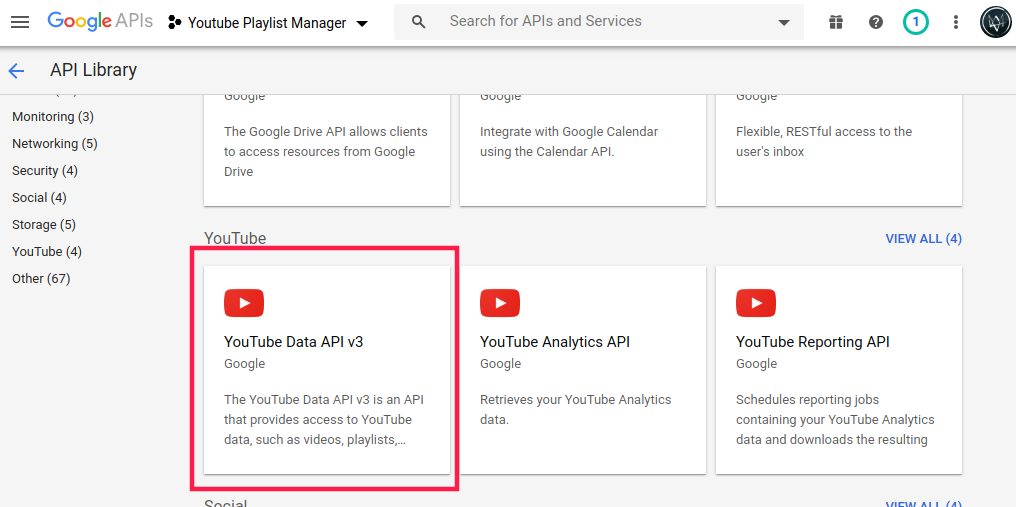 Google APIs
Youtube Playlist Manager
Search for APIs and Services
1
API Library
Monitoring (3)
Networking (5)
Security (4)
Social (4)
Storage (5)
YouTube (4)
Other (67)
Google
The Google Drive API allows clients
to access resources from Google
Drive
Google
Integrate with Google Calendar
using the Calendar API.
Google
Flexible, RESTful access to the
user's inbox
YouTube
VIEW ALL (4)
YouTube Data API v3
Google
The YouTube Data API v3 is an API
that provides access to YouTube
data, such as videos, playlists,...
YouTube Analytics API
Google
Retrieves your YouTube Analytics
data.
YouTube Reporting API
Google
Schedules reporting jobs
containing your YouTube Analytics
data and downloads the resulting
Social
VIEW ALL (4)